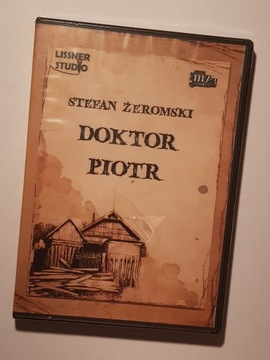 LISSNER
STUDIO
mp3
STEFAN ŻEROMSKI
DOKTOR
PIOTR